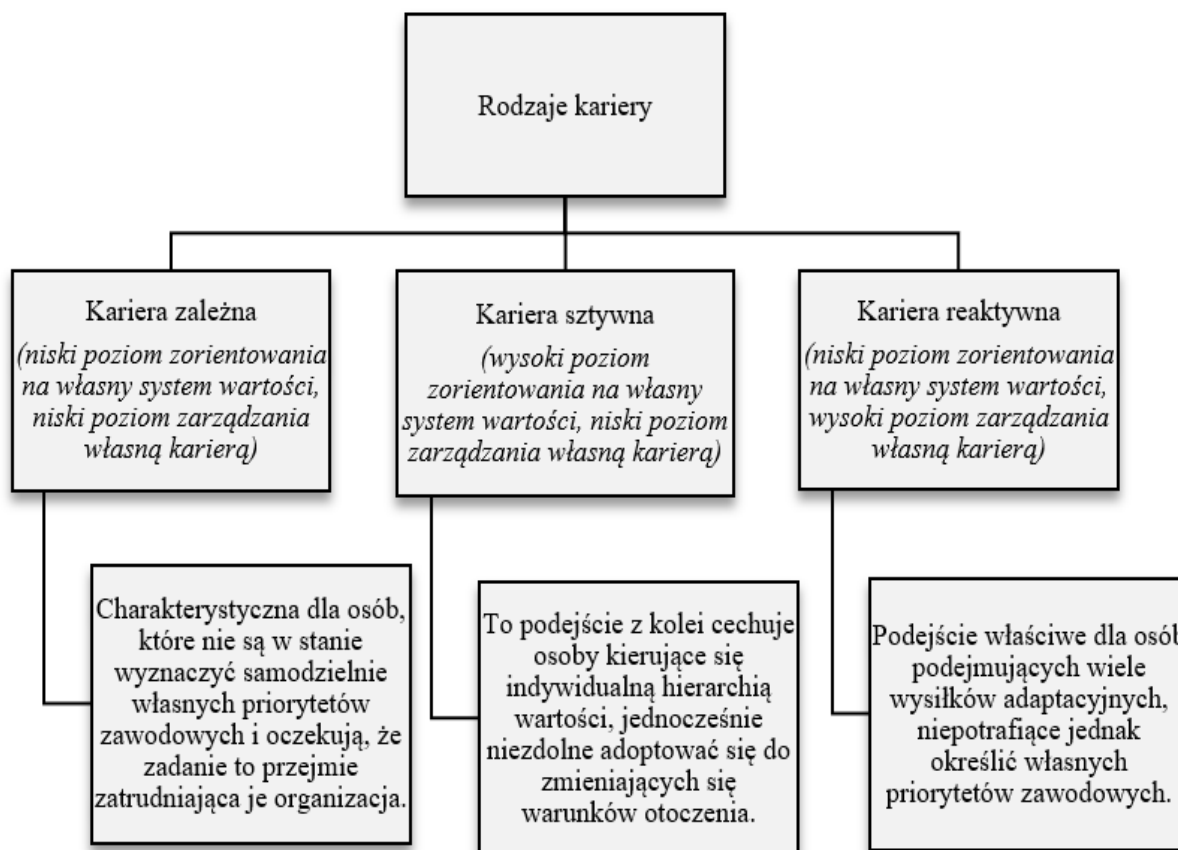 Rodzaje kariery
Kariera zależna
(niski poziom zorientowania
na własny system wartości,
niski poziom zarządzania
własną karierą)
Kariera sztywna
(wysoki poziom
zorientowania na własny
system wartości, niski poziom
zarządzania własną karierą)
Kariera reaktywna
(niski poziom zorientowania
na własny system wartości,
wysoki poziom zarządzania
własną karierą)
Charakterystyczna dla osób,
które nie są w stanie
wyznaczyć samodzielnie
własnych priorytetów
zawodowych i oczekują, że
zadanie to przejmie
zatrudniająca je organizacja.
To podejście z kolei cechuje
osoby kierujące się
indywidualną hierarchią
wartości, jednocześnie
niezdolne adoptować się do
zmieniających się
warunków otoczenia.
Podejście właściwe dla osób
podejmujących wiele
wysiłków adaptacyjnych,
niepotrafiące jednak
określić własnych
priorytetów zawodowych.